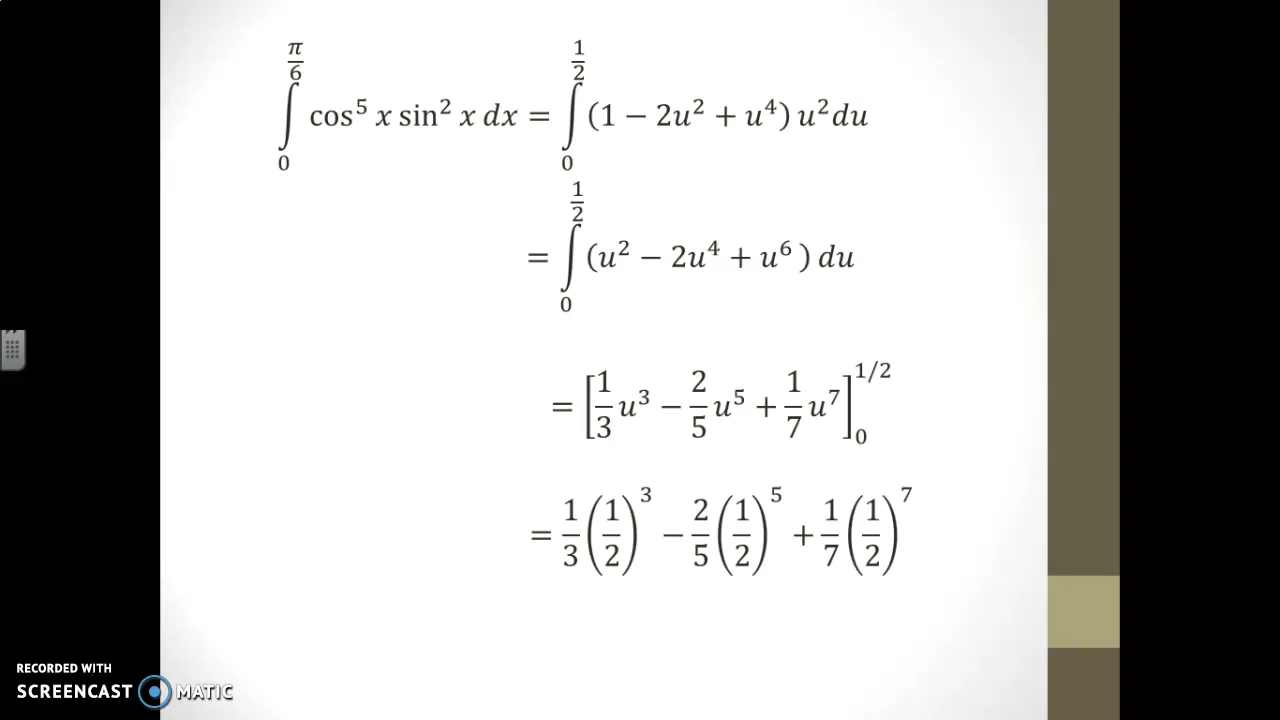 ∫₀^{π/6} cos⁵ x sin² x dx = ∫₀^{1/2} (1 − 2u² + u⁴) u² du
= ∫₀^{1/2} (u² − 2u⁴ + u⁶ ) du
= [1/3 u³ − 2/5 u⁵ + 1/7 u⁷]₀^{1/2}
= 1/3 (1/2)³ − 2/5 (1/2)⁵ + 1/7 (1/2)⁷
RECORDED WITH
SCREENCAST MATIC